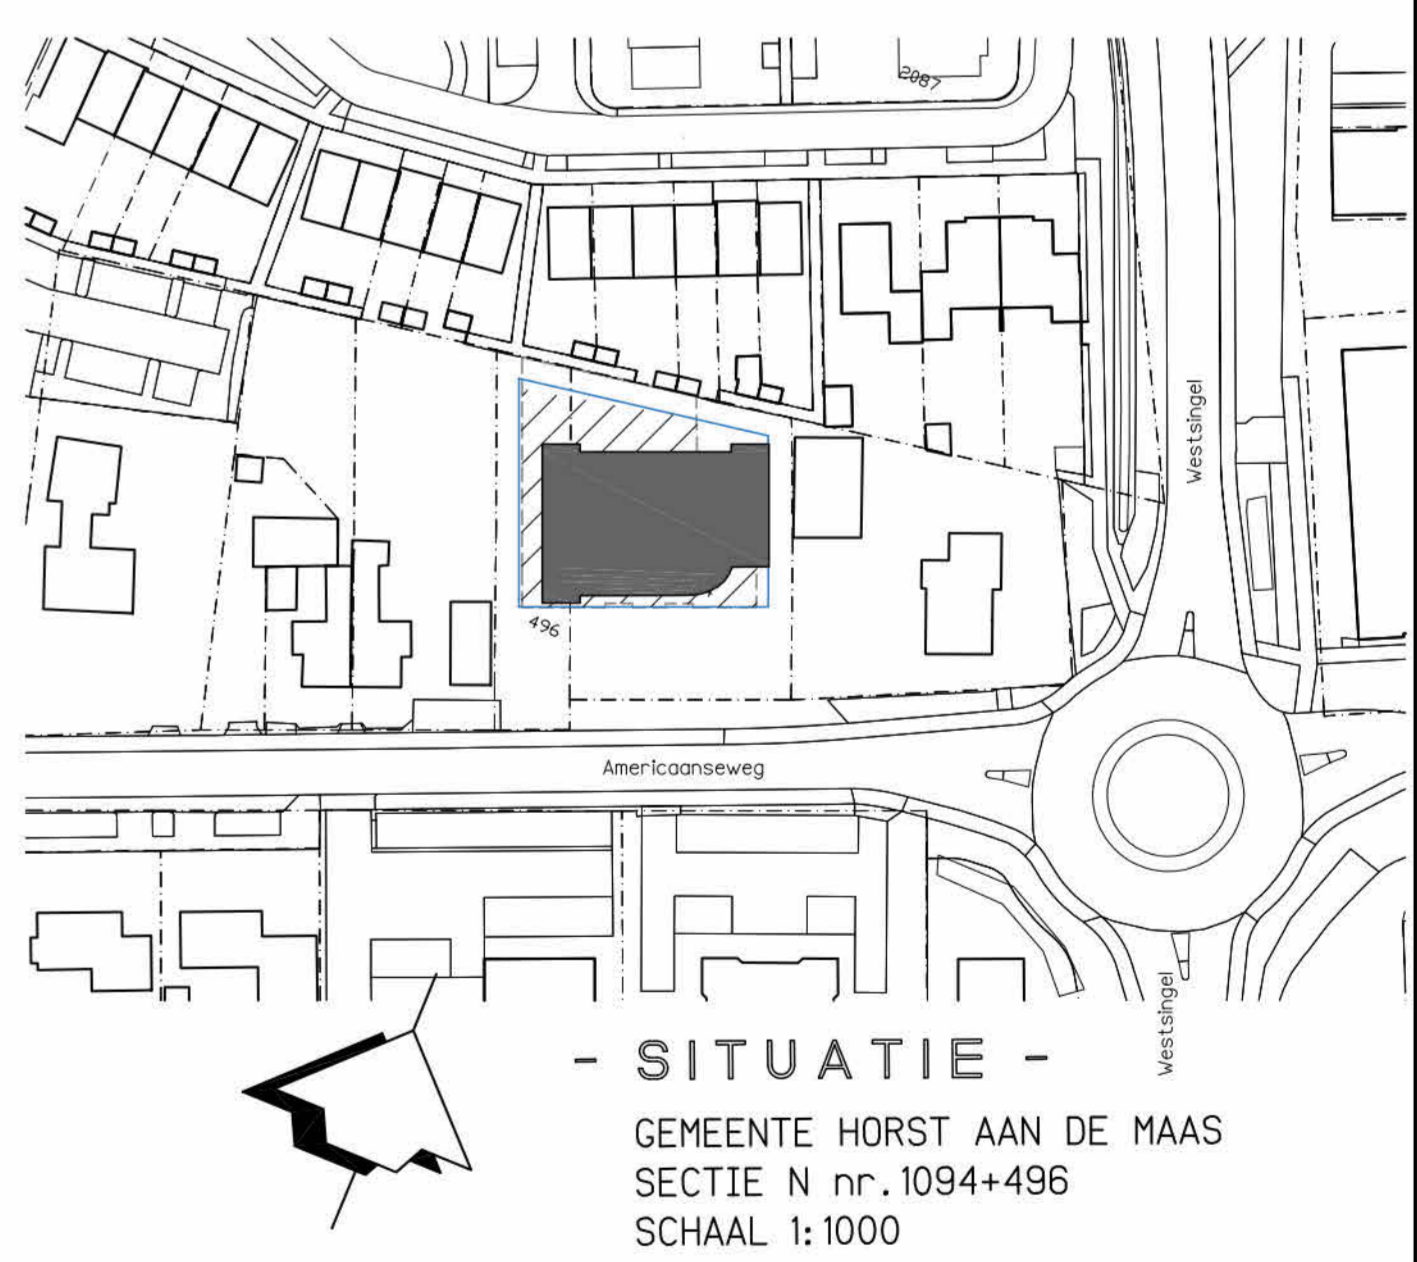 2087
Westsingel
496
Americaanseweg
Westsingel
- SITUATIE -
GEMEENTE HORST AAN DE MAAS
SECTIE N nr. 1094+496
SCHAAL 1:1000